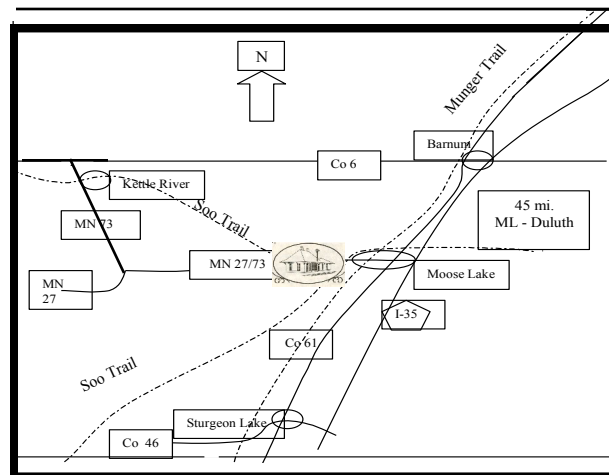 N
Munger Trail
Barnum
Co 6
Kettle River
Soo Trail
MN 73
45 mi.
ML - Duluth
MN 27/73
Moose Lake
MN
27
I-35
Co 61
Soo Trail
Sturgeon Lake
Co 46